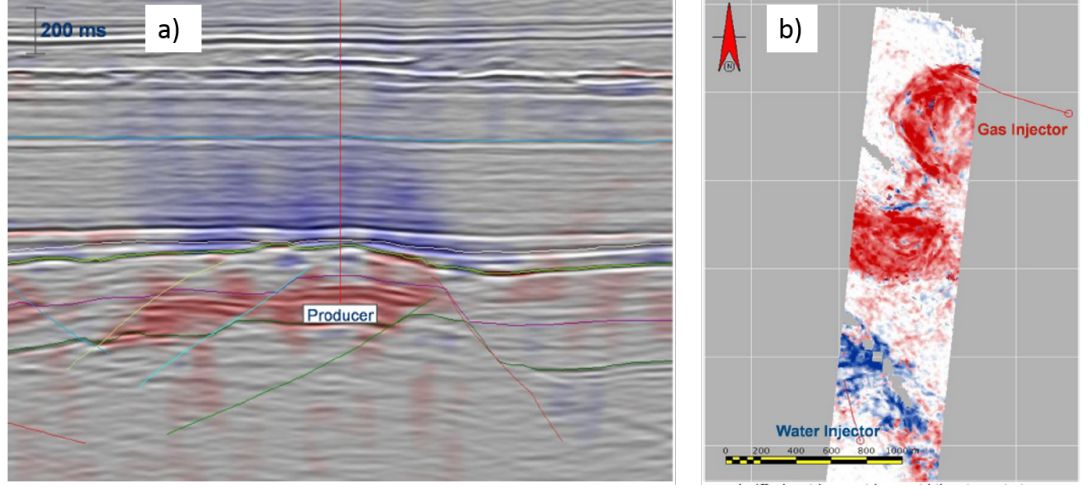 200 ms
a)
Producer
b)
N
Gas Injector
Water Injector
0 200 400 600 800 1000